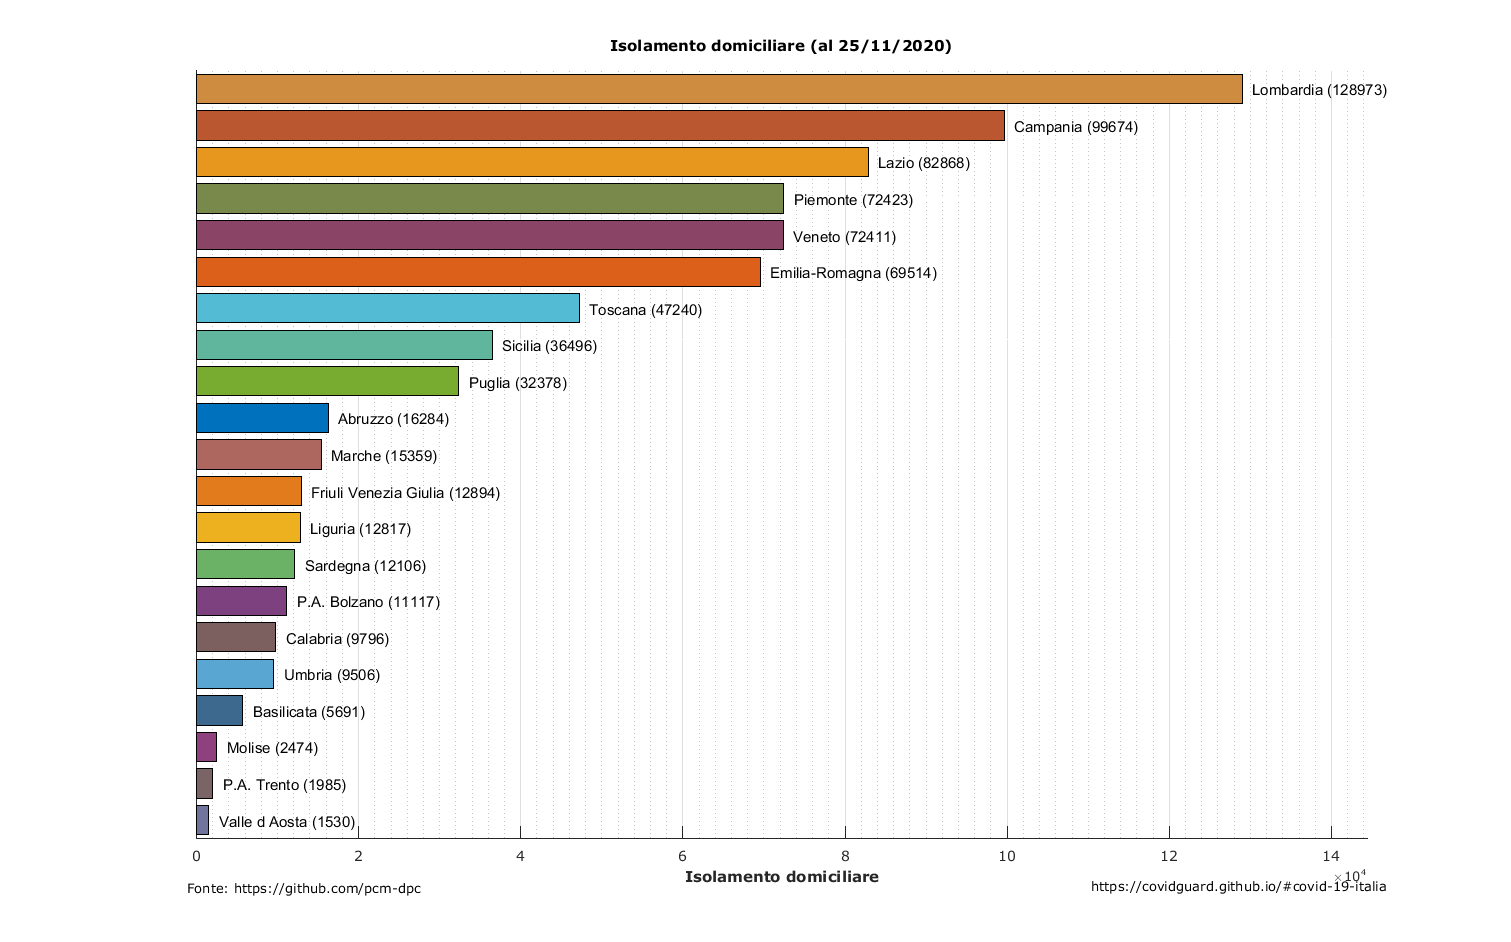 Isolamento domiciliare (al 25/11/2020)
Lombardia (128973)
Campania (99674)
Lazio (82868)
Piemonte (72423)
Veneto (72411)
Emilia-Romagna (69514)
Toscana (47240)
Sicilia (36496)
Puglia (32378)
Abruzzo (16284)
Marche (15359)
Friuli Venezia Giulia (12894)
Liguria (12817)
Sardegna (12106)
P.A. Bolzano (11117)
Calabria (9796)
Umbria (9506)
Basilicata (5691)
Molise (2474)
P.A. Trento (1985)
Valle d Aosta (1530)
0 2 4 6 8 10 12 14
×10⁴
Isolamento domiciliare
Fonte: https://github.com/pcm-dpc
https://covidguard.github.io/#covid-19-italia